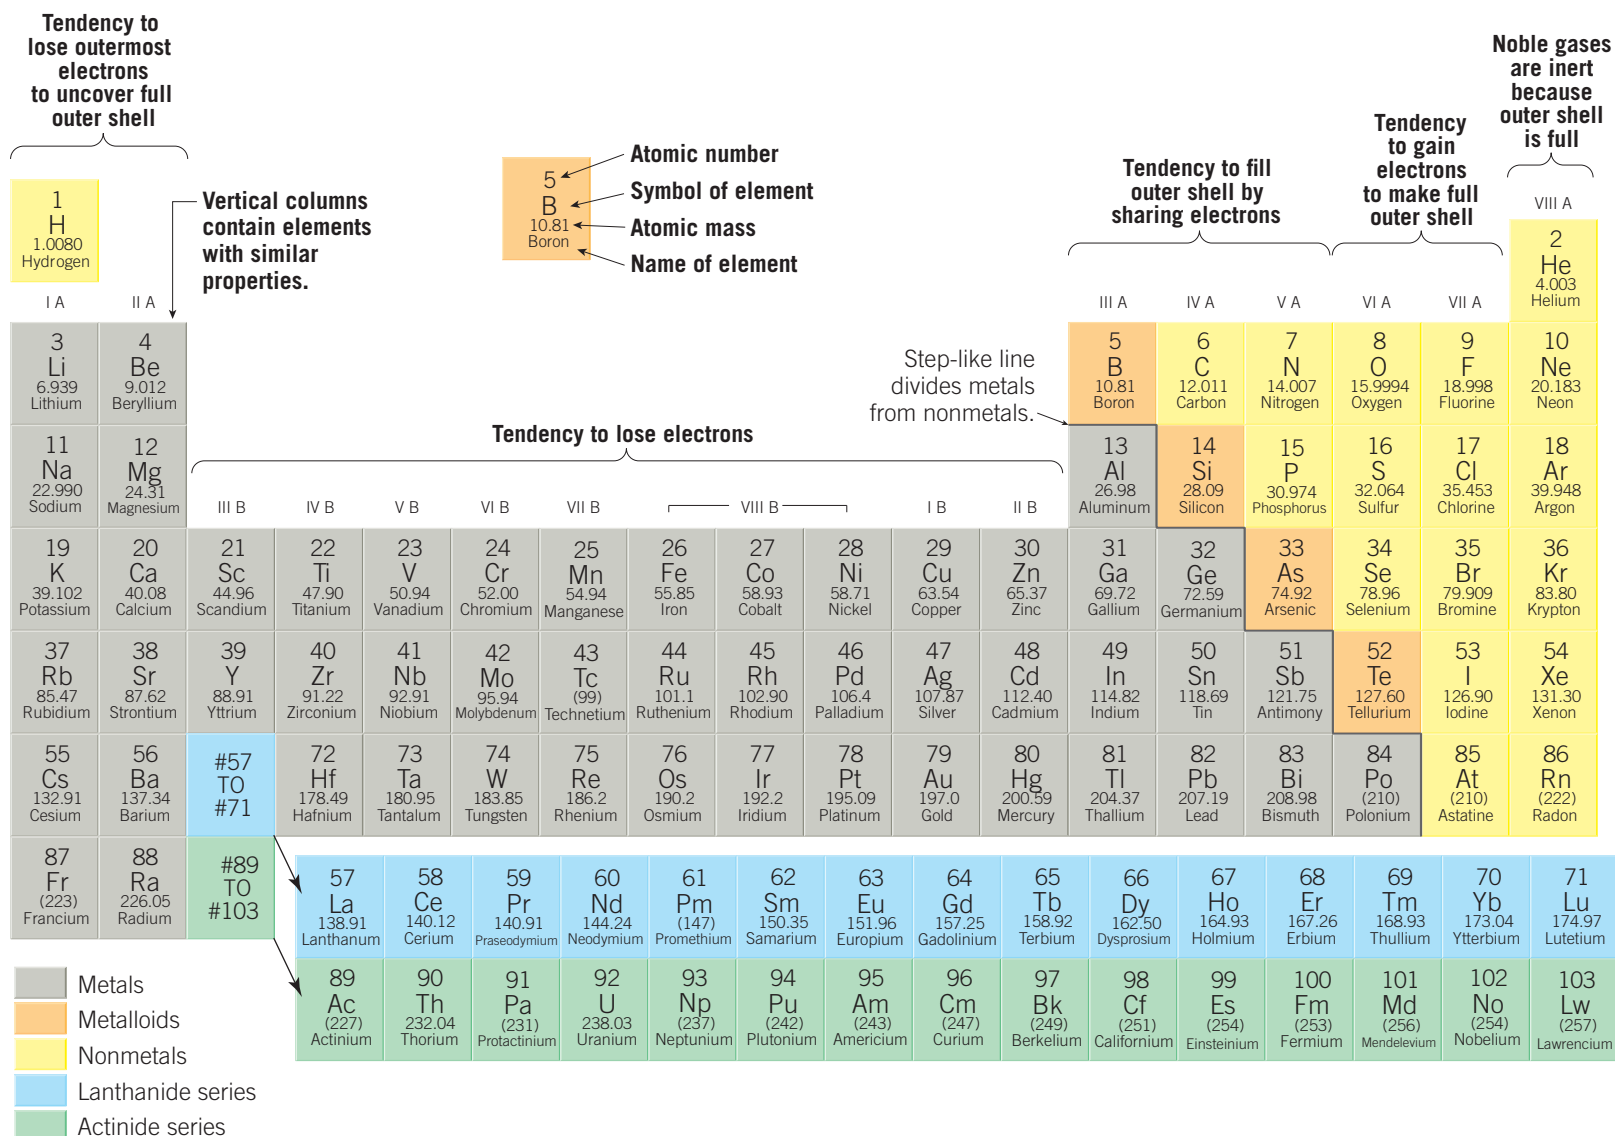 Tendency to
lose outermost
electrons
to uncover full
outer shell
Noble gases
are inert
because
outer shell
is full
Tendency
to gain
electrons
to make full
outer shell
Tendency to fill
outer shell by
sharing electrons
5
B
10.81
Boron
Atomic number
Symbol of element
Atomic mass
Name of element
Vertical columns
contain elements
with similar
properties.
1
H
1.0080
Hydrogen
VIII A
2
He
4.003
Helium
I A II A III A IV A V A VI A VII A
3 4 5 6 7 8 9 10
Li Be B C N O F Ne
6.939 9.012 10.81 12.011 14.007 15.9994 18.998 20.183
Lithium Beryllium Boron Carbon Nitrogen Oxygen Fluorine Neon
Step-like line
divides metals
from nonmetals.
Tendency to lose electrons
11 12 13 14 15 16 17 18
Na Mg Al Si P S Cl Ar
22.990 24.31 26.98 28.09 30.974 32.064 35.453 39.948
Sodium Magnesium Aluminum Silicon Phosphorus Sulfur Chlorine Argon
III B IV B V B VI B VII B VIII B I B II B
19 20 21 22 23 24 25 26 27 28 29 30 31 32 33 34 35 36
K Ca Sc Ti V Cr Mn Fe Co Ni Cu Zn Ga Ge As Se Br Kr
39.102 40.08 44.96 47.90 50.94 52.00 54.94 55.85 58.93 58.71 63.54 65.37 69.72 72.59 74.92 78.96 79.909 83.80
Potassium Calcium Scandium Titanium Vanadium Chromium Manganese Iron Cobalt Nickel Copper Zinc Gallium Germanium Arsenic Selenium Bromine Krypton
37 38 39 40 41 42 43 44 45 46 47 48 49 50 51 52 53 54
Rb Sr Y Zr Nb Mo Tc Ru Rh Pd Ag Cd In Sn Sb Te I Xe
85.47 87.62 88.91 91.22 92.91 95.94 (99) 101.1 102.90 106.4 107.87 112.40 114.82 118.69 121.75 127.60 126.90 131.30
Rubidium Strontium Yttrium Zirconium Niobium Molybdenum Technetium Ruthenium Rhodium Palladium Silver Cadmium Indium Tin Antimony Tellurium Iodine Xenon
55 56 72 73 74 75 76 77 78 79 80 81 82 83 84 85 86
Cs Ba Hf Ta W Re Os Ir Pt Au Hg Tl Pb Bi Po At Rn
132.91 137.34 178.49 180.95 183.85 186.2 190.2 192.2 195.09 197.0 200.59 204.37 207.19 208.98 (210) (210) (222)
Cesium Barium Hafnium Tantalum Tungsten Rhenium Osmium Iridium Platinum Gold Mercury Thallium Lead Bismuth Polonium Astatine Radon
#57
TO
#71
87 88
Fr Ra
(223) 226.05
Francium Radium
#89
TO
#103
57 58 59 60 61 62 63 64 65 66 67 68 69 70 71
La Ce Pr Nd Pm Sm Eu Gd Tb Dy Ho Er Tm Yb Lu
138.91 140.12 140.91 144.24 (147) 150.35 151.96 157.25 158.92 162.50 164.93 167.26 168.93 173.04 174.97
Lanthanum Cerium Praseodymium Neodymium Promethium Samarium Europium Gadolinium Terbium Dysprosium Holmium Erbium Thullium Ytterbium Lutetium
89 90 91 92 93 94 95 96 97 98 99 100 101 102 103
Ac Th Pa U Np Pu Am Cm Bk Cf Es Fm Md No Lw
(227) 232.04 (231) 238.03 (237) (242) (243) (247) (249) (251) (254) (253) (256) (254) (257)
Actinium Thorium Protactinium Uranium Neptunium Plutonium Americium Curium Berkelium Californium Einsteinium Fermium Mendelevium Nobelium Lawrencium
Metals
Metalloids
Nonmetals
Lanthanide series
Actinide series